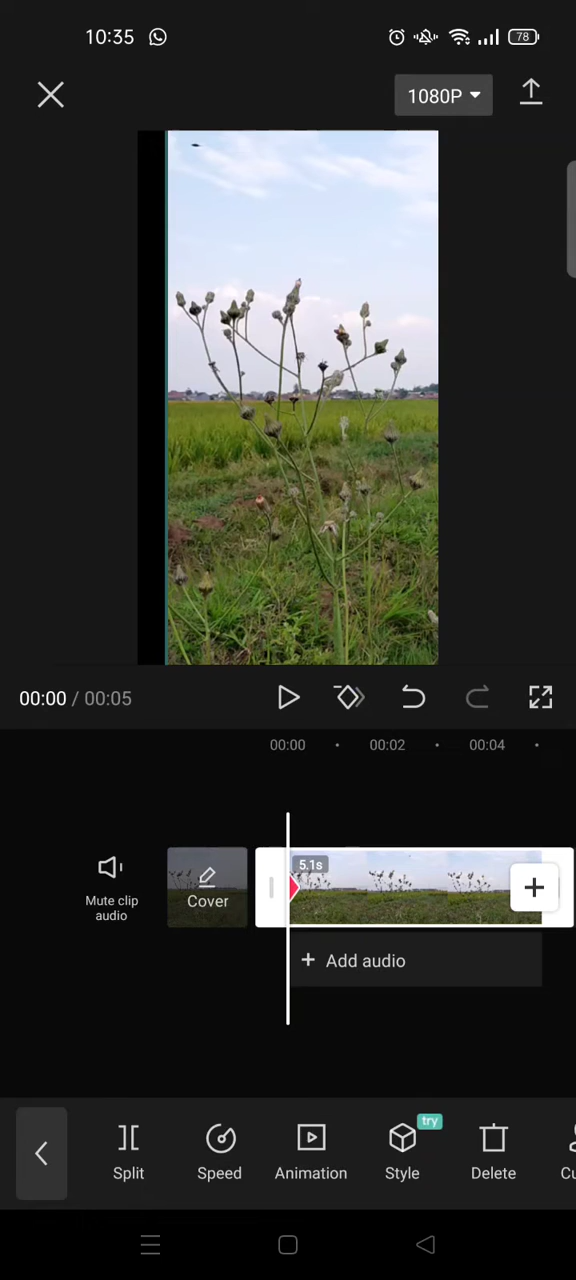 10:35
78
1080P
00:00 / 00:05
00:00
00:02
00:04
5.1s
Mute clip
audio
Cover
+ Add audio
try
Split
Speed
Animation
Style
Delete
Cu